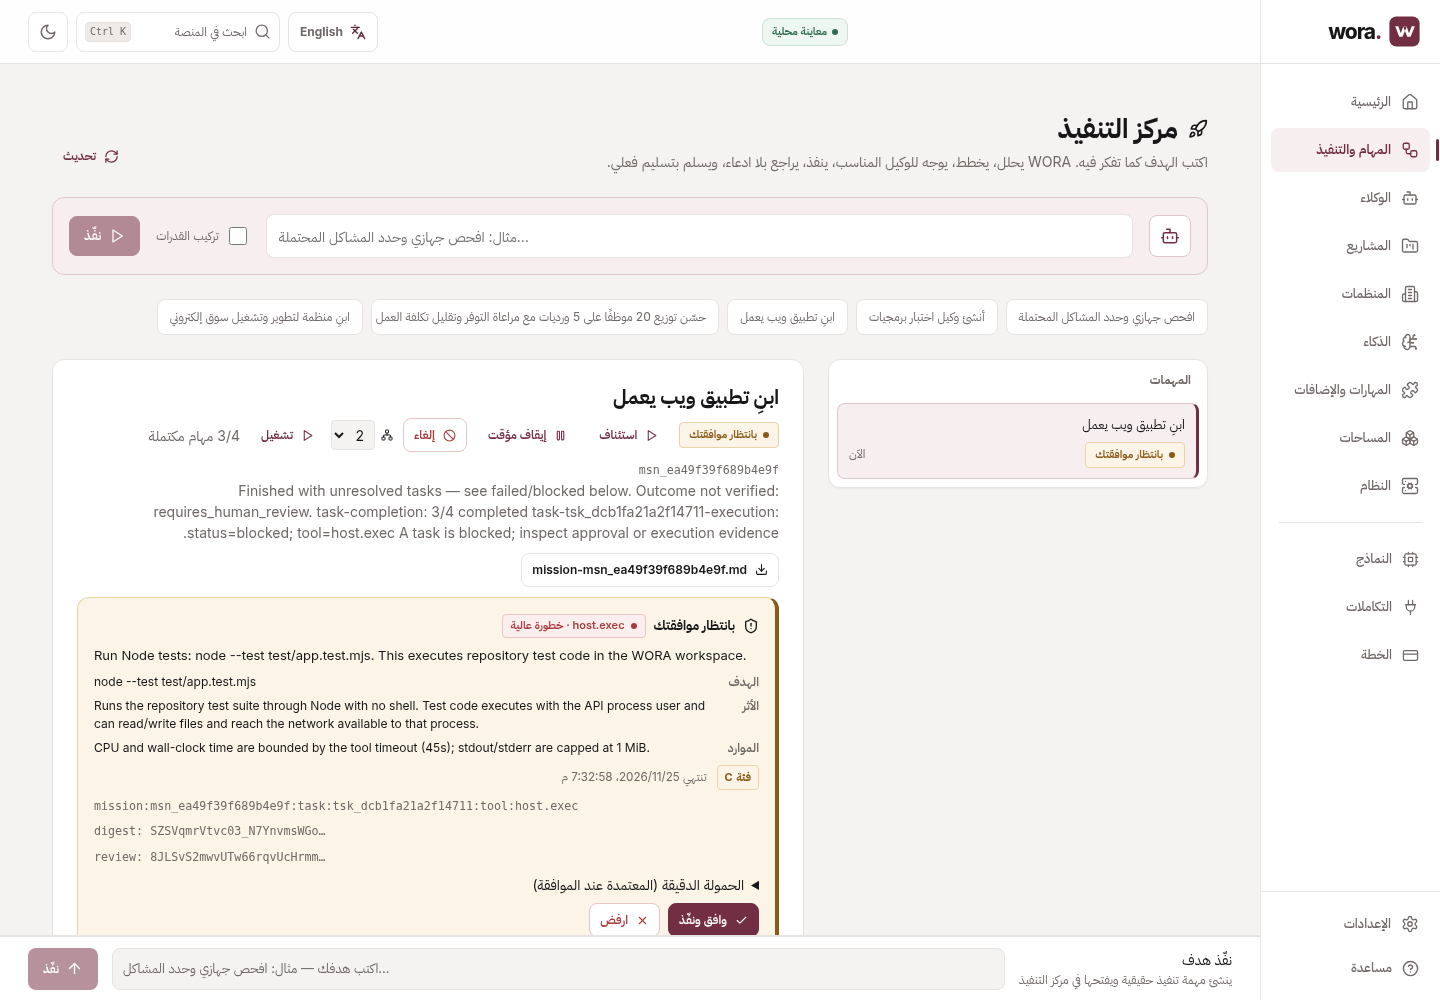 wora.
الرئيسية
المهام والتنفيذ
الوكلاء
المشاريع
المنظمات
الذكاء
المهارات والإضافات
المساحات
النظام
النماذج
التكاملات
الخطة
الإعدادات
مساعدة
معاينة محلية
English
ابحث في المنصة
Ctrl K
مركز التنفيذ
اكتب الهدف كما تفكر فيه. WORA يحلل، يخطط، يوجه للوكيل المناسب، ينفذ، يراجع بلا ادعاء، ويسلم بتسليم فعلي.
تحديث
مثال: افحص جهازي وحدد المشاكل المحتملة...
تركيب القدرات
نفّذ
افحص جهازي وحدد المشاكل المحتملة
أنشئ وكيل اختبار برمجيات
ابنِ تطبيق ويب يعمل
حسّن توزيع 20 موظفًا على 5 ورديات مع مراعاة التوفر وتقليل تكلفة العمل
ابنِ منظمة لتطوير وتشغيل سوق إلكتروني
المهمات
ابنِ تطبيق ويب يعمل
بانتظار موافقتك
الآن
ابنِ تطبيق ويب يعمل
بانتظار موافقتك
استئناف
إيقاف مؤقت
إلغاء
2
تشغيل
3/4 مهام مكتملة
msn_ea49f39f689b4e9f
Finished with unresolved tasks — see failed/blocked below. Outcome not verified:
requires_human_review. task-completion: 3/4 completed task-tsk_dcb1fa21a2f14711-execution:
status=blocked; tool=host.exec A task is blocked; inspect approval or execution evidence.
mission-msn_ea49f39f689b4e9f.md
بانتظار موافقتك
host.exec · خطورة عالية
Run Node tests: node --test test/app.test.mjs. This executes repository test code in the WORA workspace.
الهدف
node --test test/app.test.mjs
الأثر
Runs the repository test suite through Node with no shell. Test code executes with the API process user and
can read/write files and reach the network available to that process.
الموارد
CPU and wall-clock time are bounded by the tool timeout (45s); stdout/stderr are capped at 1 MiB.
فئة C
تنتهي 2026/11/25، 7:32:58 م
mission:msn_ea49f39f689b4e9f:task:tsk_dcb1fa21a2f14711:tool:host.exec
digest: SZSVqmrVtvc03_N7YnvmsWGo…
review: 8JLSvS2mwvUTw66rqvUcHrmm…
الحمولة الدقيقة (المعتمدة عند الموافقة)
وافق ونفّذ
ارفض
نفّذ هدف
ينشئ مهمة تنفيذ حقيقية ويفتحها في مركز التنفيذ
اكتب هدفك — مثال: افحص جهازي وحدد المشاكل...
نفّذ